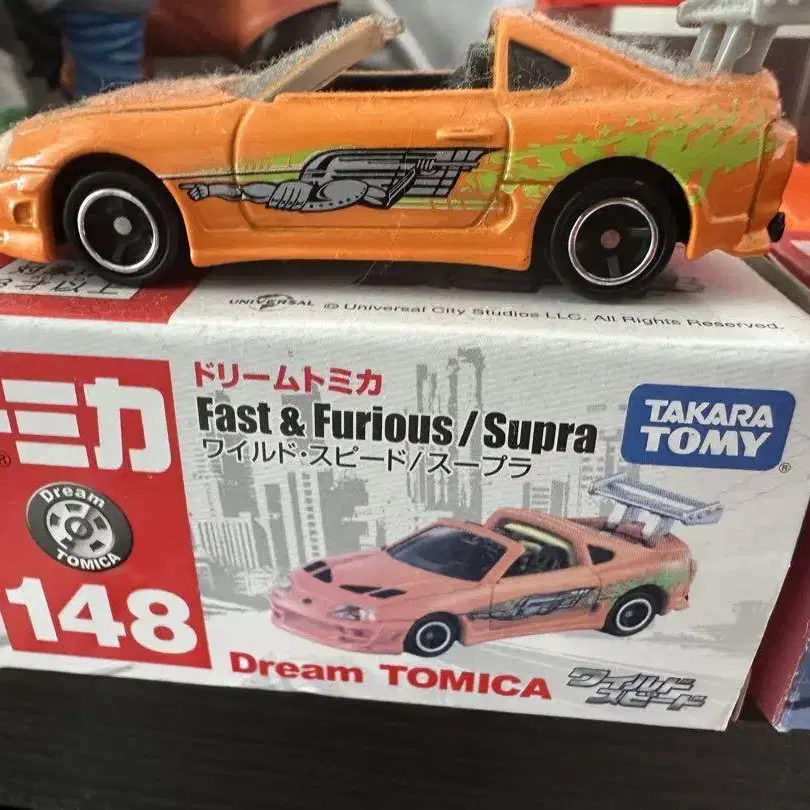 UNIVERSAL © Universal City Studios LLC. All Rights Reserved.
トミカ
ドリームトミカ
Fast & Furious/Supra
ワイルド・スピード/スープラ
TAKARA
TOMY
®
Dream
TOMICA
148
Dream TOMICA
ワイルド
スピード